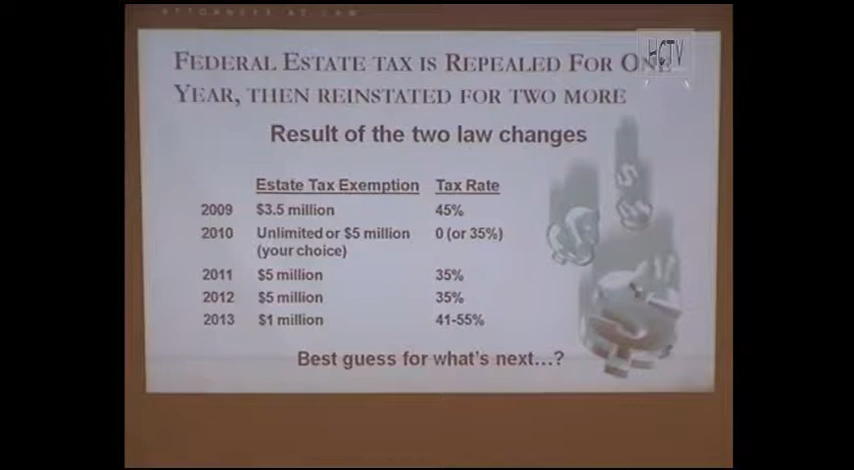 ATTORNEYS AT LAW
HCTV
FEDERAL ESTATE TAX IS REPEALED FOR ONE
YEAR, THEN REINSTATED FOR TWO MORE
Result of the two law changes
Estate Tax Exemption Tax Rate
2009 $3.5 million 45%
2010 Unlimited or $5 million 0 (or 35%)
(your choice)
2011 $5 million 35%
2012 $5 million 35%
2013 $1 million 41-55%
Best guess for what's next...?